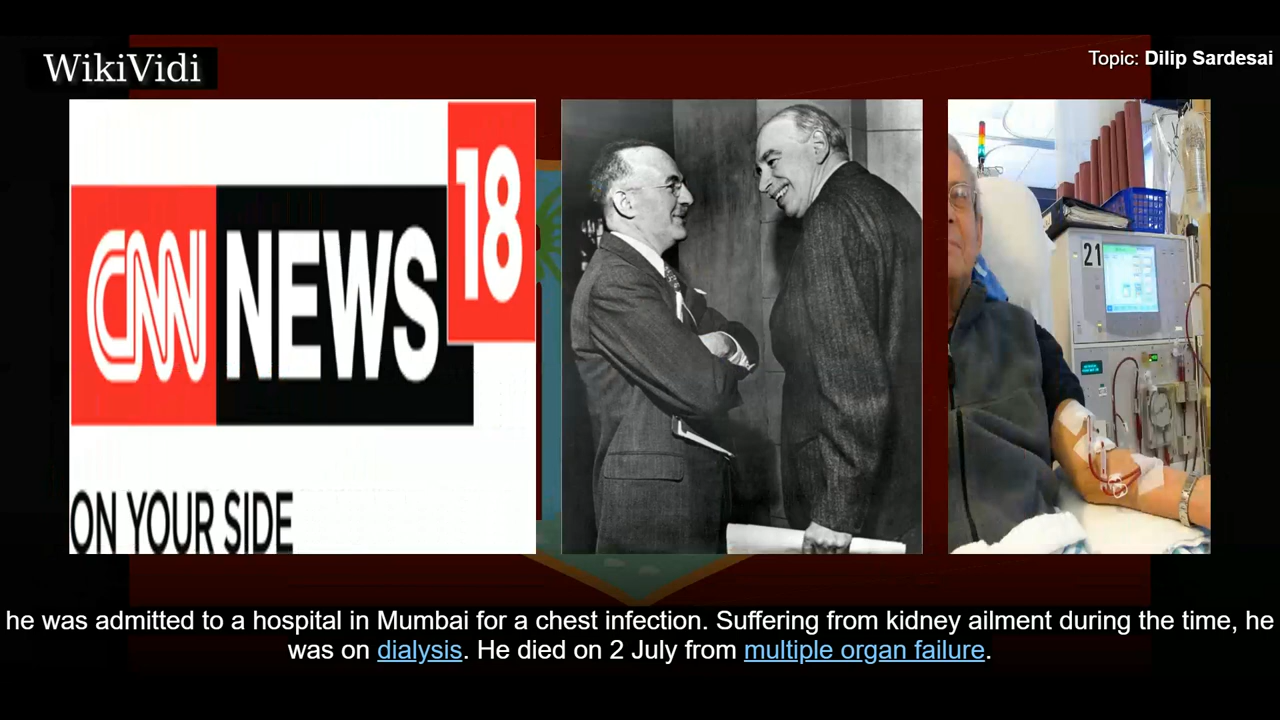 WikiVidi
Topic: Dilip Sardesai
CNN NEWS 18
ON YOUR SIDE
21
he was admitted to a hospital in Mumbai for a chest infection. Suffering from kidney ailment during the time, he
was on dialysis. He died on 2 July from multiple organ failure.